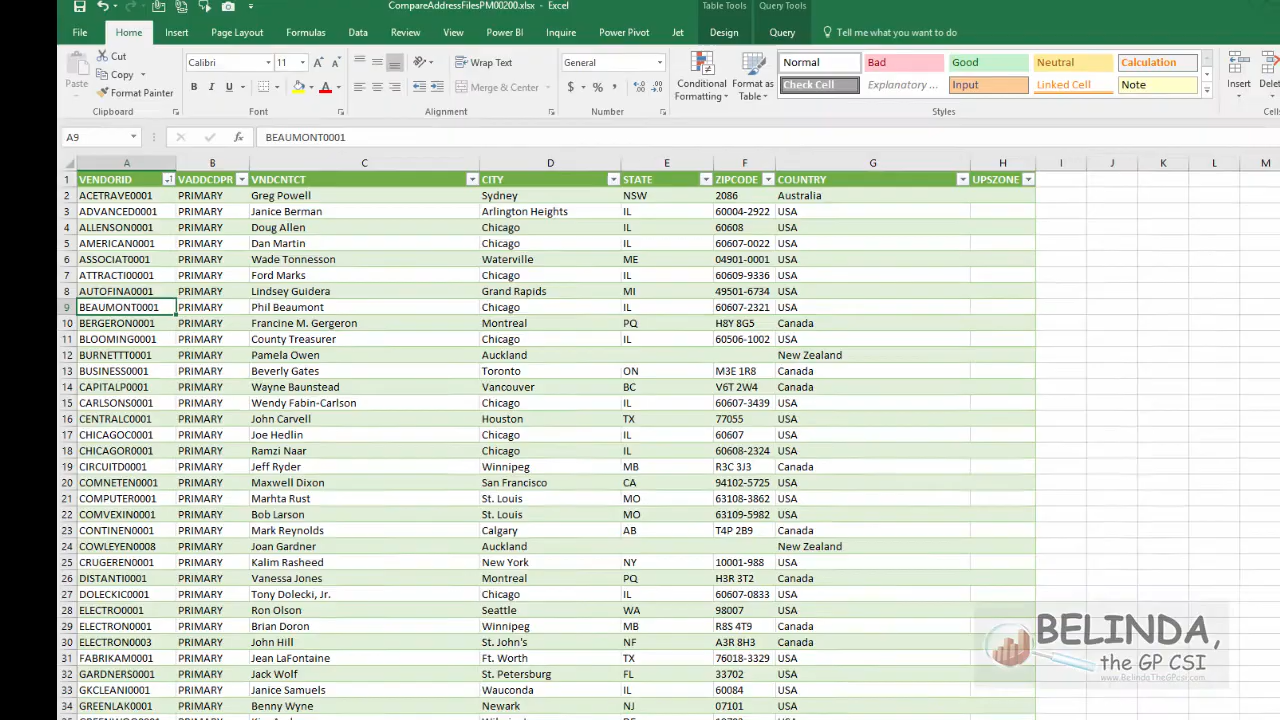 CompareAddressFilesPM00200.xlsx - Excel Table Tools Query Tools
File Home Insert Page Layout Formulas Data Review View Power BI Inquire Power Pivot Jet Design Query Tell me what you want to do
Cut
Copy
Format Painter
Paste
Clipboard
Calibri 11
B I U
Font
Wrap Text
Merge & Center
Alignment
General
$ % ,
Number
Conditional Formatting
Format as Table
Normal Bad Good Neutral Calculation
Check Cell Explanatory ... Input Linked Cell Note
Styles
Insert
A9 fx BEAUMONT0001
A B C D E F G H I J K L M
1 VENDORID VADDCDPR VNDCNTCT CITY STATE ZIPCODE COUNTRY UPSZONE
2 ACETRAVE0001 PRIMARY Greg Powell Sydney NSW 2086 Australia
3 ADVANCED0001 PRIMARY Janice Berman Arlington Heights IL 60004-2922 USA
4 ALLENSON0001 PRIMARY Doug Allen Chicago IL 60608 USA
5 AMERICAN0001 PRIMARY Dan Martin Chicago IL 60607-0022 USA
6 ASSOCIAT0001 PRIMARY Wade Tonnesson Waterville ME 04901-0001 USA
7 ATTRACTI0001 PRIMARY Ford Marks Chicago IL 60609-9336 USA
8 AUTOFINA0001 PRIMARY Lindsey Guidera Grand Rapids MI 49501-6734 USA
9 BEAUMONT0001 PRIMARY Phil Beaumont Chicago IL 60607-2321 USA
10 BERGERON0001 PRIMARY Francine M. Gergeron Montreal PQ H8Y 8G5 Canada
11 BLOOMING0001 PRIMARY County Treasurer Chicago IL 60506-1002 USA
12 BURNETTT0001 PRIMARY Pamela Owen Auckland New Zealand
13 BUSINESS0001 PRIMARY Beverly Gates Toronto ON M3E 1R8 Canada
14 CAPITALP0001 PRIMARY Wayne Baunstead Vancouver BC V6T 2W4 Canada
15 CARLSONS0001 PRIMARY Wendy Fabin-Carlson Chicago IL 60607-3439 USA
16 CENTRALC0001 PRIMARY John Carvell Houston TX 77055 USA
17 CHICAGOC0001 PRIMARY Joe Hedlin Chicago IL 60607 USA
18 CHICAGOR0001 PRIMARY Ramzi Naar Chicago IL 60608-2324 USA
19 CIRCUITD0001 PRIMARY Jeff Ryder Winnipeg MB R3C 3J3 Canada
20 COMNETEN0001 PRIMARY Maxwell Dixon San Francisco CA 94102-5725 USA
21 COMPUTER0001 PRIMARY Marhta Rust St. Louis MO 63108-3862 USA
22 COMVEXIN0001 PRIMARY Bob Larson St. Louis MO 63109-5982 USA
23 CONTINEN0001 PRIMARY Mark Reynolds Calgary AB T4P 2B9 Canada
24 COWLEYEN0008 PRIMARY Joan Gardner Auckland New Zealand
25 CRUGEREN0001 PRIMARY Kalim Rasheed New York NY 10001-988 USA
26 DISTANTI0001 PRIMARY Vanessa Jones Montreal PQ H3R 3T2 Canada
27 DOLECKIC0001 PRIMARY Tony Dolecki, Jr. Chicago IL 60607-0833 USA
28 ELECTRO0001 PRIMARY Ron Olson Seattle WA 98007 USA
29 ELECTRON0001 PRIMARY Brian Doron Winnipeg MB R8S 4T9 Canada
30 ELECTRON0003 PRIMARY John Hill St. John's NF A3R 8H3 Canada
31 FABRIKAM0001 PRIMARY Jean LaFontaine Ft. Worth TX 76018-3329 USA
32 GARDNERS0001 PRIMARY Jack Wolf St. Petersburg FL 33702 USA
33 GKCLEANI0001 PRIMARY Janice Samuels Wauconda IL 60084 USA
34 GREENLAK0001 PRIMARY Benny Wyne Newark NJ 07101 USA
BELINDA,
the GP CSI
www.BelindaTheGPcsi.com